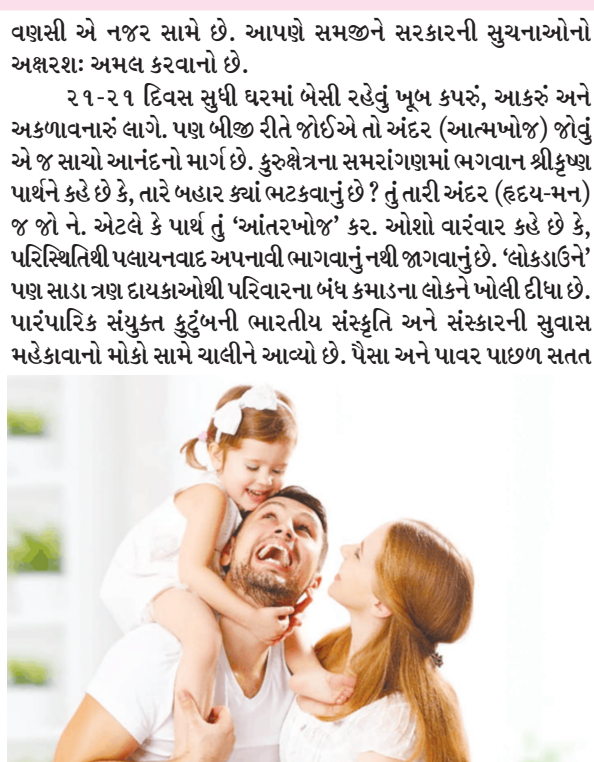 વણસી એ નજર સામે છે. આપણે સમજીને સરકારની સુચનાઓનો
અક્ષરશઃ અમલ કરવાનો છે.
૨૧-૨૧ દિવસ સુધી ઘરમાં બેસી રહેવું ખૂબ કપરું, આકરું અને
અકળાવનારું લાગે. પણ બીજી રીતે જોઈએ તો અંદર (આત્મખોજ) જોવું
એ જ સાચો આનંદનો માર્ગ છે. કુરુક્ષેત્રના સમરાંગણમાં ભગવાન શ્રીકૃષ્ણ
પાર્થને કહે છે કે, તારે બહાર ક્યાં ભટકવાનું છે ? તું તારી અંદર (હૃદય-મન)
જ જો ને. એટલે કે પાર્થ તું ‘આંતરખોજ’ કર. ઓશો વારંવાર કહે છે કે,
પરિસ્થિતિથી પલાયનવાદ અપનાવી ભાગવાનું નથી જાગવાનું છે. ‘લોકડાઉને’
પણ સાડા ત્રણ દાયકાઓથી પરિવારના બંધ કમાડના લોકને ખોલી દીધા છે.
પારંપારિક સંયુક્ત કુટુંબની ભારતીય સંસ્કૃતિ અને સંસ્કારની સુવાસ
મહેકાવાનો મોકો સામે ચાલીને આવ્યો છે. પૈસા અને પાવર પાછળ સતત